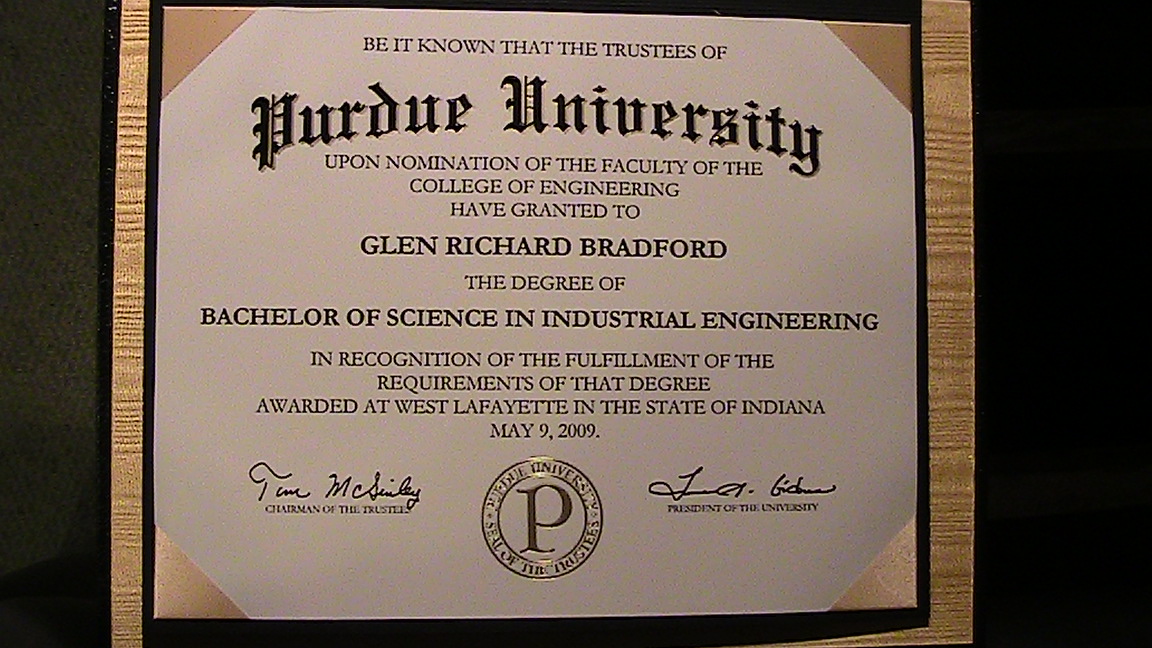 BE IT KNOWN THAT THE TRUSTEES OF
Purdue University
UPON NOMINATION OF THE FACULTY OF THE
COLLEGE OF ENGINEERING
HAVE GRANTED TO
GLEN RICHARD BRADFORD
THE DEGREE OF
BACHELOR OF SCIENCE IN INDUSTRIAL ENGINEERING
IN RECOGNITION OF THE FULFILLMENT OF THE
REQUIREMENTS OF THAT DEGREE
AWARDED AT WEST LAFAYETTE IN THE STATE OF INDIANA
MAY 9, 2009.
Tim McGinley
CHAIRMAN OF THE TRUSTEES
PURDUE UNIVERSITY
P
SEAL OF THE TRUSTEES
PRESIDENT OF THE UNIVERSITY